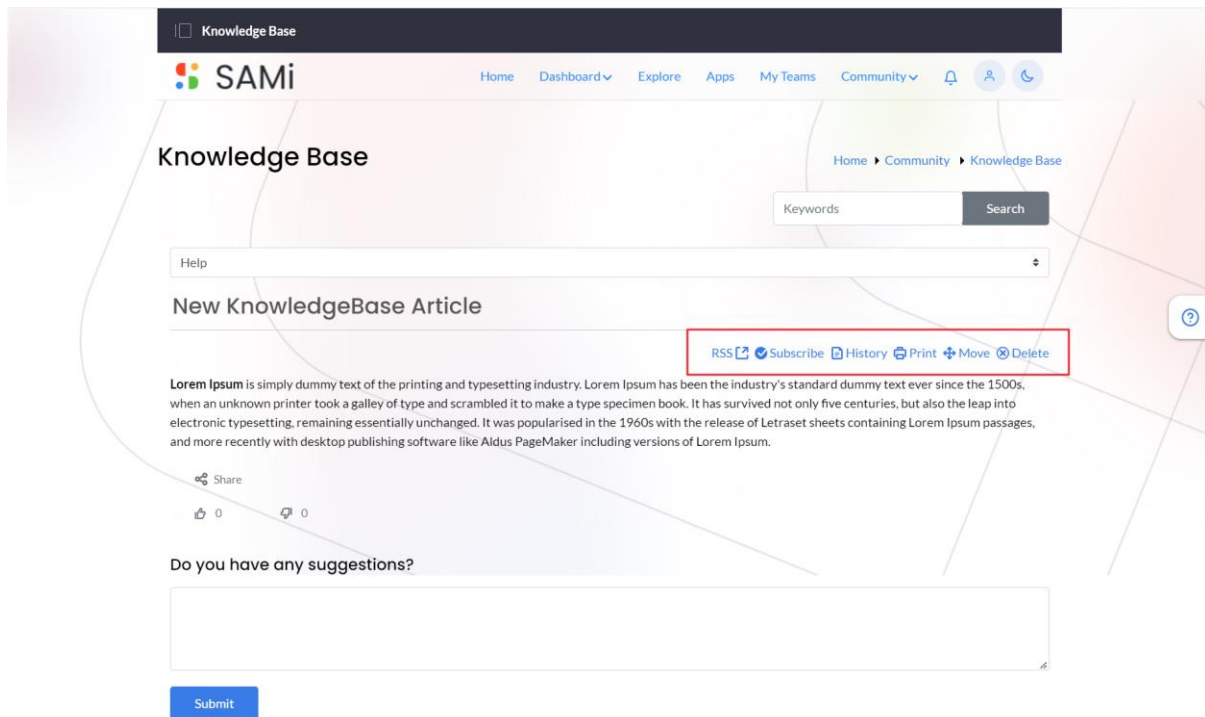 Knowledge Base
SAMi
Home Dashboard Explore Apps My Teams Community
Knowledge Base
Home Community Knowledge Base
Keywords Search
Help
New KnowledgeBase Article
RSS Subscribe History Print Move Delete
Lorem Ipsum is simply dummy text of the printing and typesetting industry. Lorem Ipsum has been the industry's standard dummy text ever since the 1500s,
when an unknown printer took a galley of type and scrambled it to make a type specimen book. It has survived not only five centuries, but also the leap into
electronic typesetting, remaining essentially unchanged. It was popularised in the 1960s with the release of Letraset sheets containing Lorem Ipsum passages,
and more recently with desktop publishing software like Aldus PageMaker including versions of Lorem Ipsum.
Share
0 0
Do you have any suggestions?
Submit